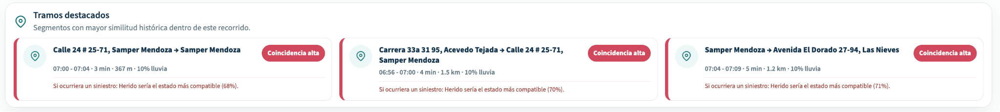 Tramos destacados
Segmentos con mayor similitud histórica dentro de este recorrido.
Calle 24 # 25-71, Samper Mendoza → Samper Mendoza
Coincidencia alta
07:00 - 07:04 · 3 min · 367 m · 10% lluvia
Si ocurriera un siniestro: Herido sería el estado más compatible (68%).
Carrera 33a 31 95, Acevedo Tejada → Calle 24 # 25-71,
Samper Mendoza
Coincidencia alta
06:56 - 07:00 · 4 min · 1.5 km · 10% lluvia
Si ocurriera un siniestro: Herido sería el estado más compatible (70%).
Samper Mendoza → Avenida El Dorado 27-94, Las Nieves
Coincidencia alta
07:04 - 07:09 · 5 min · 1.2 km · 10% lluvia
Si ocurriera un siniestro: Herido sería el estado más compatible (71%).